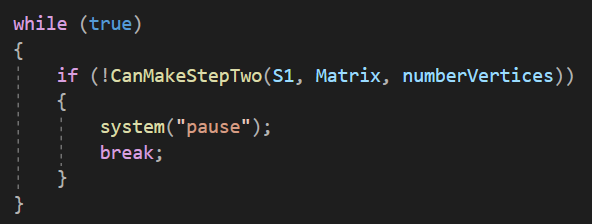 while (true)
{
    if (!CanMakeStepTwo(S1, Matrix, numberVertices))
    {
        system("pause");
        break;
    }
}